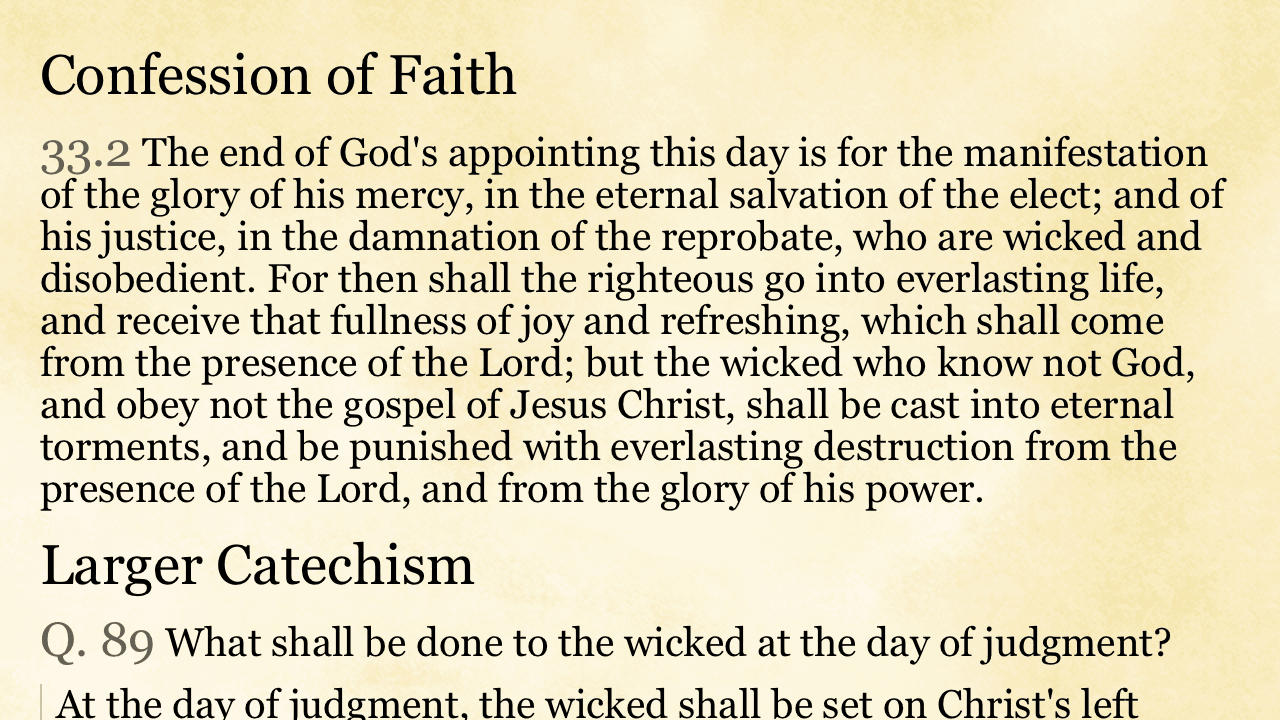 Confession of Faith
33.2 The end of God's appointing this day is for the manifestation
of the glory of his mercy, in the eternal salvation of the elect; and of
his justice, in the damnation of the reprobate, who are wicked and
disobedient. For then shall the righteous go into everlasting life,
and receive that fullness of joy and refreshing, which shall come
from the presence of the Lord; but the wicked who know not God,
and obey not the gospel of Jesus Christ, shall be cast into eternal
torments, and be punished with everlasting destruction from the
presence of the Lord, and from the glory of his power.
Larger Catechism
Q. 89 What shall be done to the wicked at the day of judgment?
At the day of judgment, the wicked shall be set on Christ's left